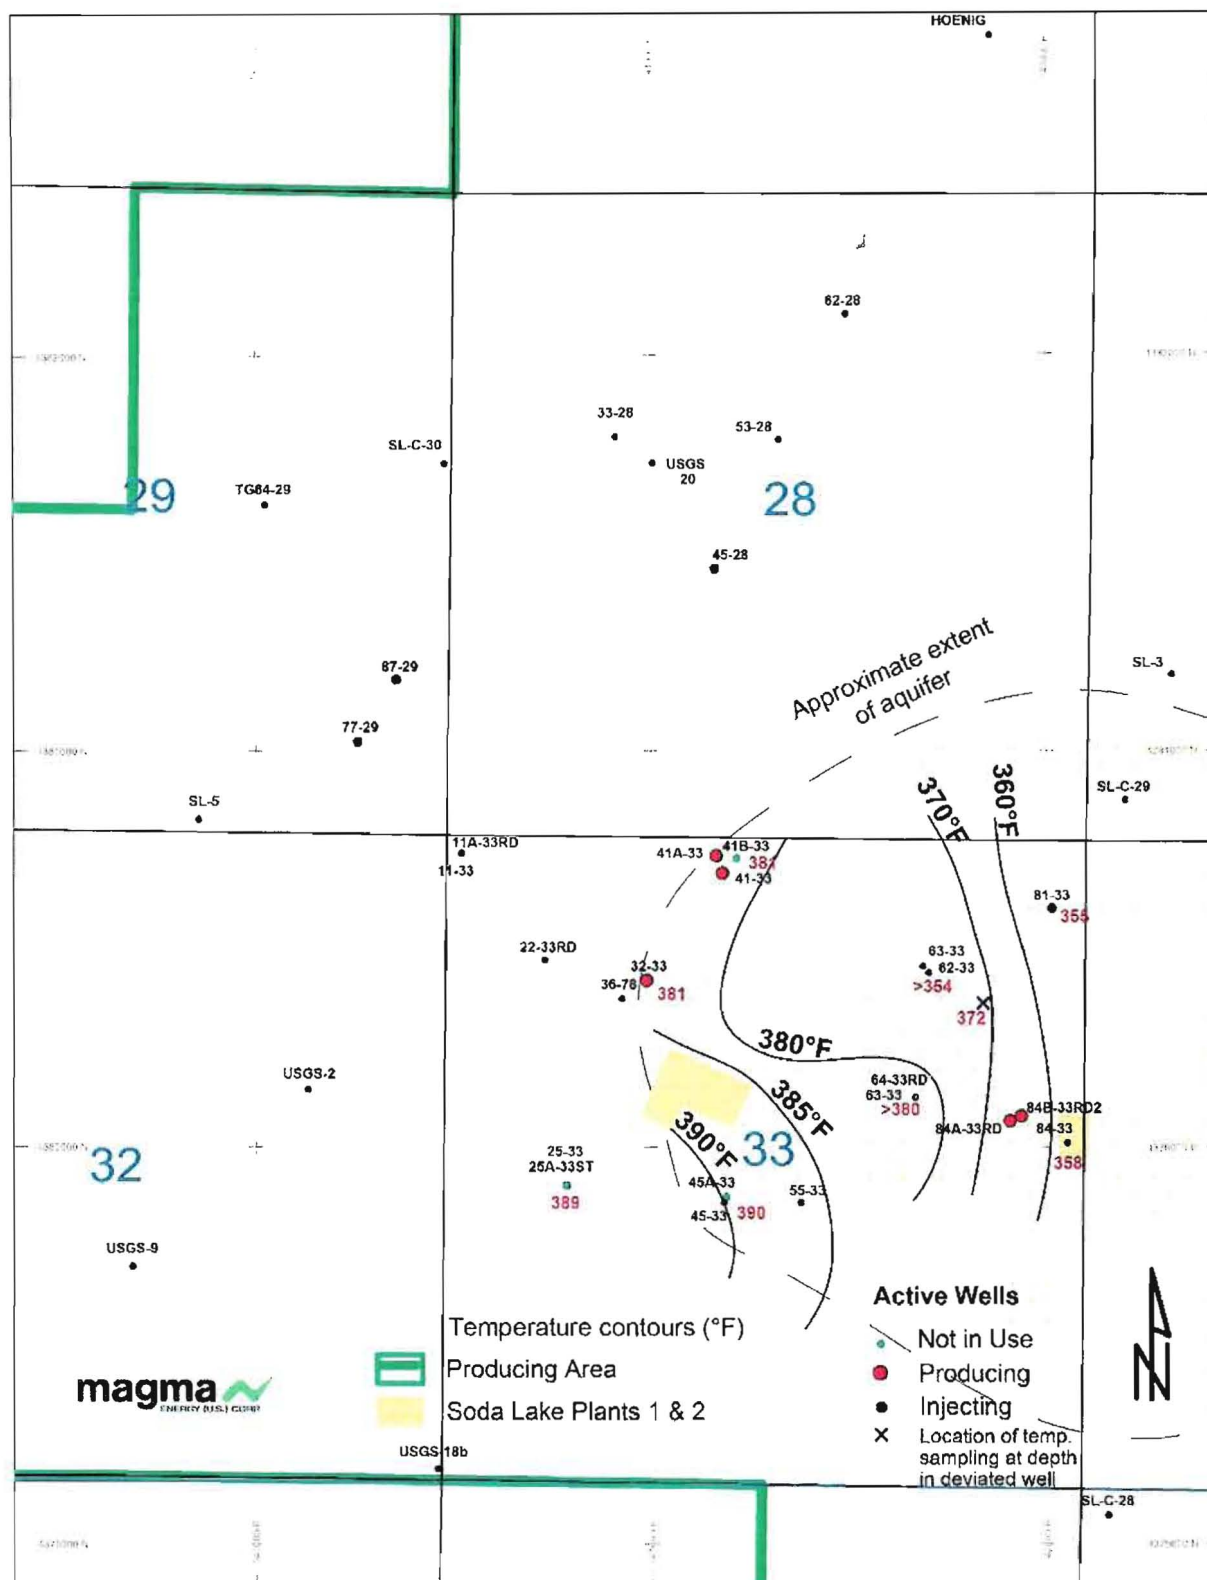 HOENIG
62-28
33-28
53-28
SL-C-30
USGS
20
TG64-29
29
28
45-28
Approximate extent
of aquifer
SL-3
87-29
77-29
SL-5
SL-C-29
370°F
360°F
11A-33RD
11-33
41A-33
41B-33
381
41-33
81-33
355
22-33RD
32-33
381
36-78
63-33
62-33
>354
372
380°F
USGS-2
64-33RD
63-33
>380
385°F
84B-33RD2
84A-33RD
84-33
358
390°F
33
32
25-33
25A-33ST
389
45A-33
45-33
390
55-33
USGS-9
Active Wells
Not in Use
Producing
Injecting
Location of temp.
sampling at depth
in deviated well
Temperature contours (°F)
Producing Area
Soda Lake Plants 1 & 2
magma
ENERGY (U.S.) CORP
N
USGS-18b
SL-C-28